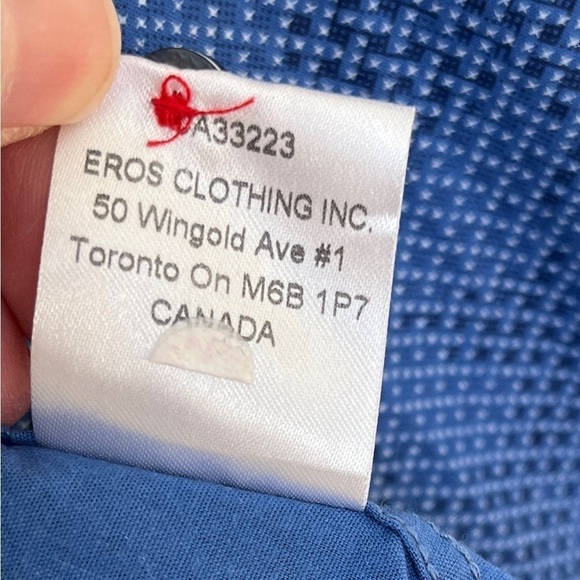 A33223
EROS CLOTHING INC.
50 Wingold Ave #1
Toronto On M6B 1P7
CANADA